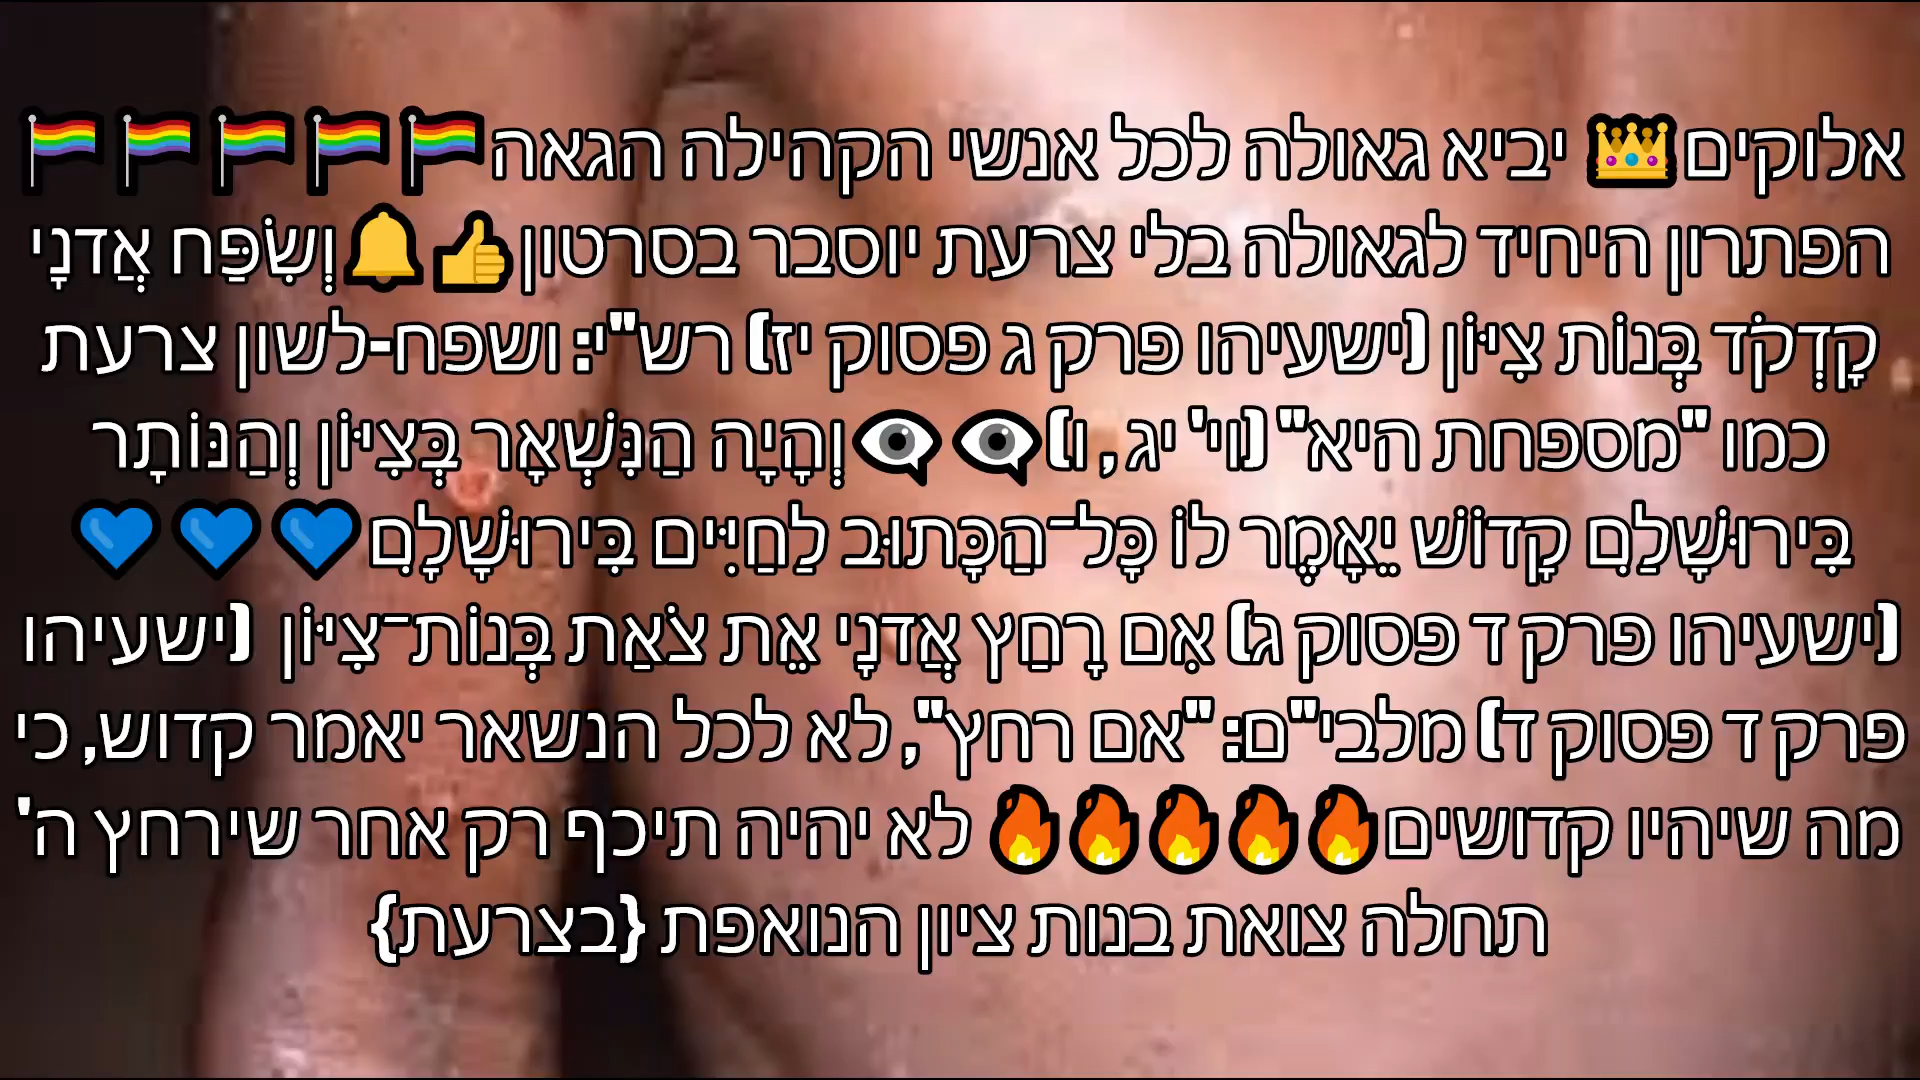 אלוקים👑 יביא גאולה לכל אנשי הקהילה הגאה🏳️‍🌈🏳️‍🌈🏳️‍🌈🏳️‍🌈🏳️‍🌈
הפתרון היחיד לגאולה בלי צרעת יוסבר בסרטון👍🔔וְשִׂפַּח אֲדֹנָי
קָדְקֹד בְּנוֹת צִיּוֹן (ישעיהו פרק ג פסוק יז) רש"י: ושפח-לשון צרעת
כמו "מספחת היא" (וי' יג, ו)👁️‍🗨️👁️‍🗨️וְהָיָה הַנִּשְׁאָר בְּצִיּוֹן וְהַנּוֹתָר
בִּירוּשָׁלַ͏ִם קָדוֹשׁ יֵאָמֶר לוֹ כָּל־הַכָּתוּב לַחַיִּים בִּירוּשָׁלָ͏ִם💙💙💙
(ישעיהו פרק ד פסוק ג) אִם רָחַץ אֲדֹנָי אֵת צֹאַת בְּנוֹת־צִיּוֹן (ישעיהו
פרק ד פסוק ד) מלבי"ם: "אם רחץ", לא לכל הנשאר יאמר קדוש, כי
מה שיהיו קדושים🔥🔥🔥🔥🔥 לא יהיה תיכף רק אחר שירחץ ה'
תחלה צואת בנות ציון הנואפת {בצרעת}